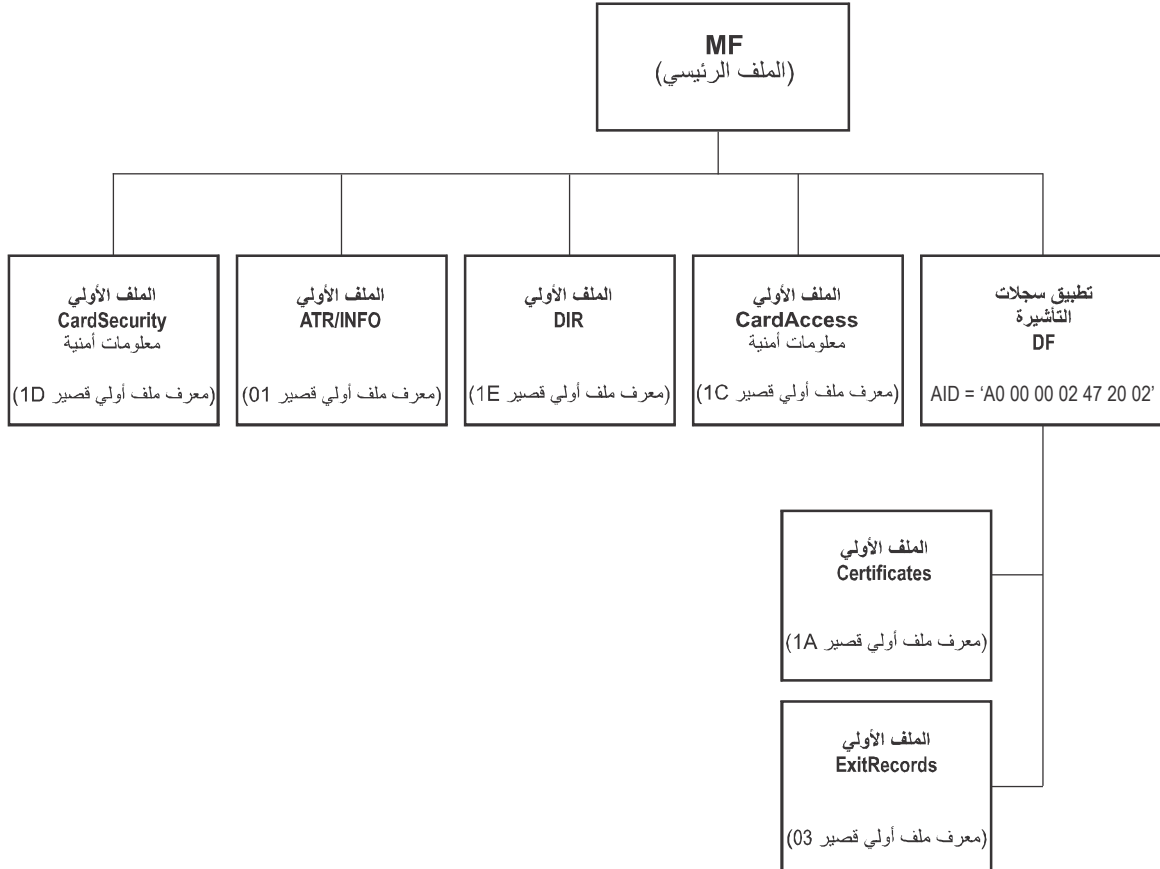 MF
(الملف الرئيسي)
الملف الأولي
CardSecurity
معلومات أمنية
(معرف ملف أولي قصير 1D)
الملف الأولي
ATR/INFO
(معرف ملف أولي قصير 01)
الملف الأولي
DIR
(معرف ملف أولي قصير 1E)
الملف الأولي
CardAccess
معلومات أمنية
(معرف ملف أولي قصير 1C)
تطبيق سجلات
التأشيرة
DF
AID = ‘A0 00 00 02 47 20 02’
الملف الأولي
Certificates
(معرف ملف أولي قصير 1A)
الملف الأولي
ExitRecords
(معرف ملف أولي قصير 03)